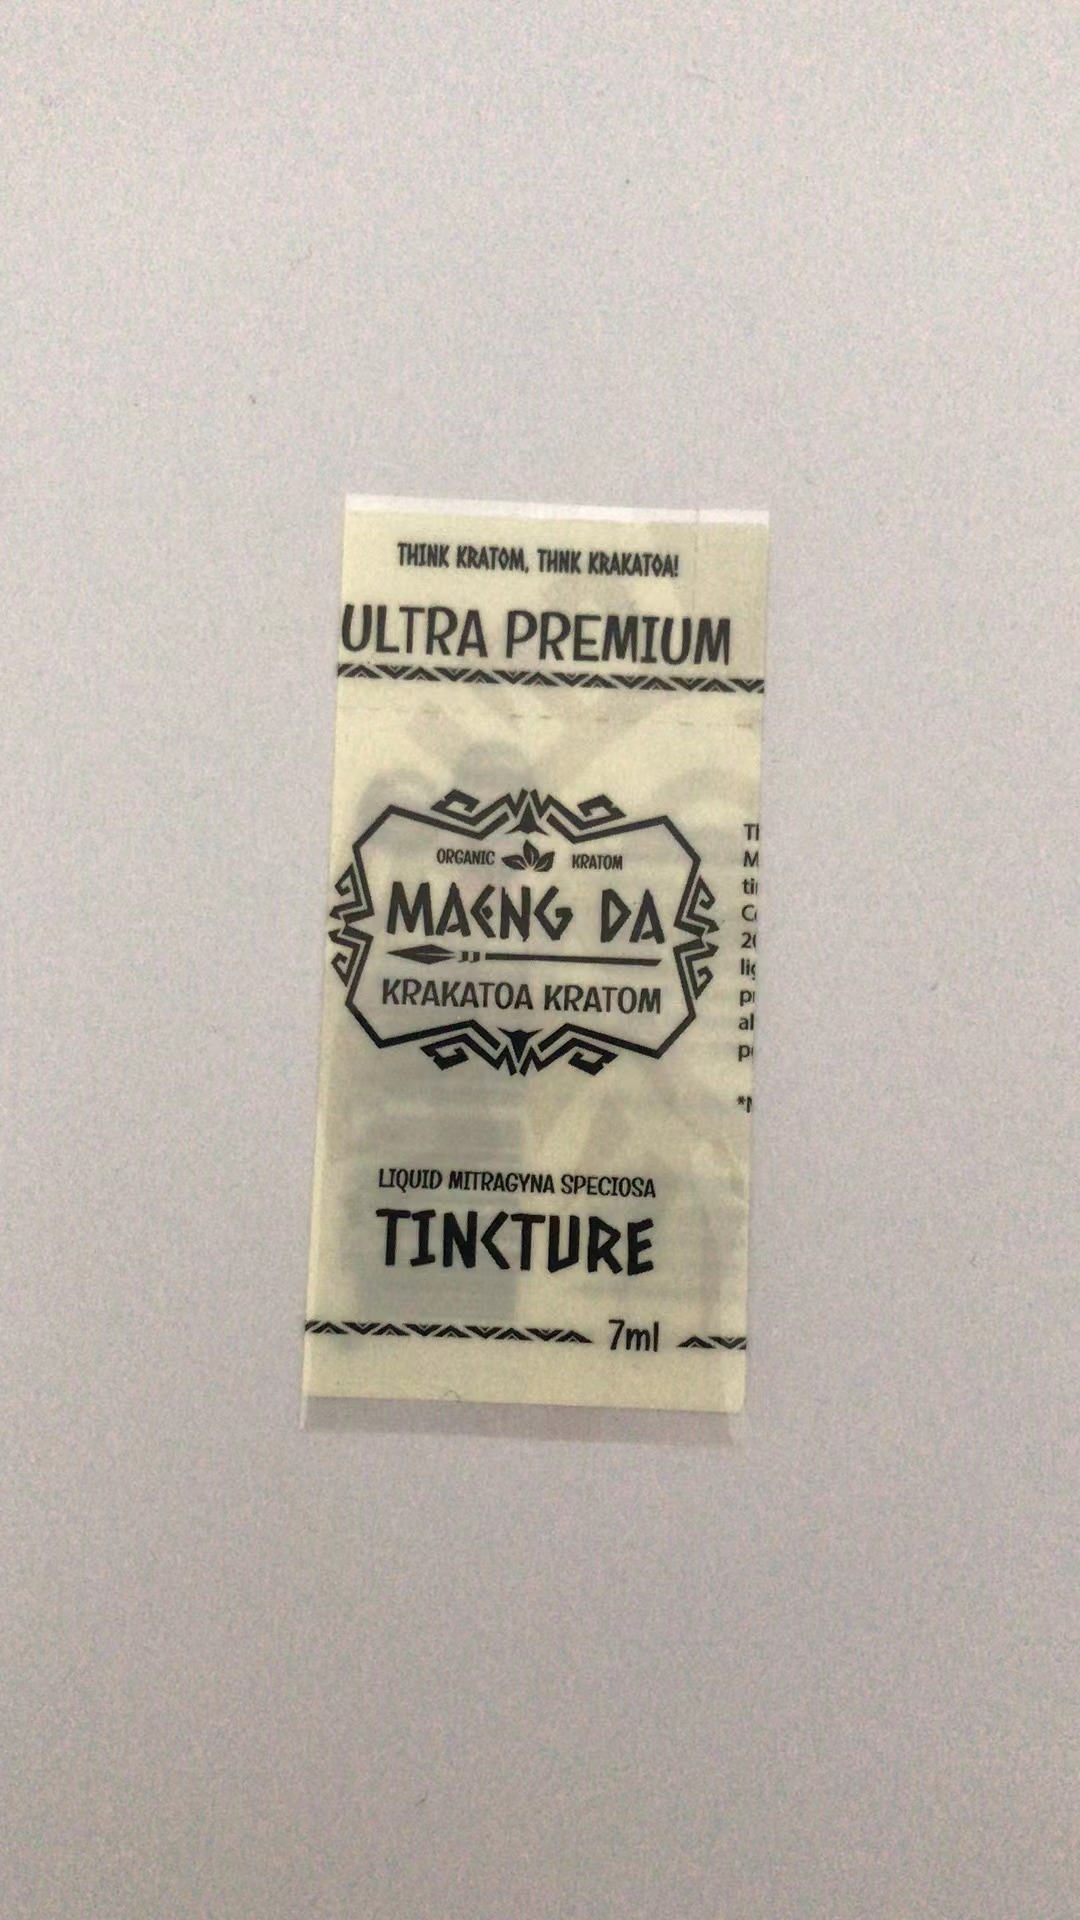 THINK KRATOM, THNK KRAKATOA!
ULTRA PREMIUM
ORGANIC KRATOM
MAENG DA
KRAKATOA KRATOM
LIQUID MITRAGYNA SPECIOSA
TINCTURE
7ml